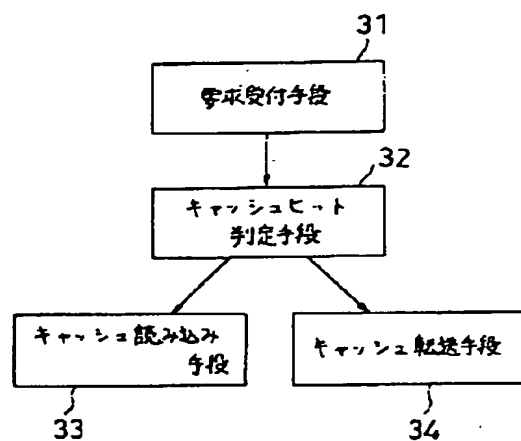 31
要求受付手段
32
キャッシュヒット
判定手段
キャッシュ読み込み
手段
キャッシュ転送手段
33
34